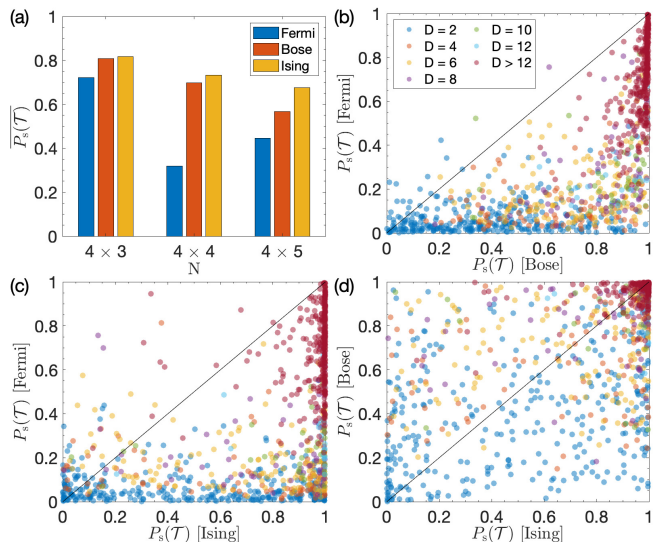 (a)
Fermi
Bose
Ising
1
0.8
0.6
0.4
0.2
0
P_s(𝒯)
4 × 3
4 × 4
4 × 5
N
(b)
D = 2
D = 4
D = 6
D = 8
D = 10
D = 12
D > 12
1
0.8
0.6
0.4
0.2
0
P_s(𝒯) [Fermi]
0
0.2
0.4
0.6
0.8
1
P_s(𝒯) [Bose]
(c)
1
0.8
0.6
0.4
0.2
0
P_s(𝒯) [Fermi]
0
0.2
0.4
0.6
0.8
1
P_s(𝒯) [Ising]
(d)
1
0.8
0.6
0.4
0.2
0
P_s(𝒯) [Bose]
0
0.2
0.4
0.6
0.8
1
P_s(𝒯) [Ising]